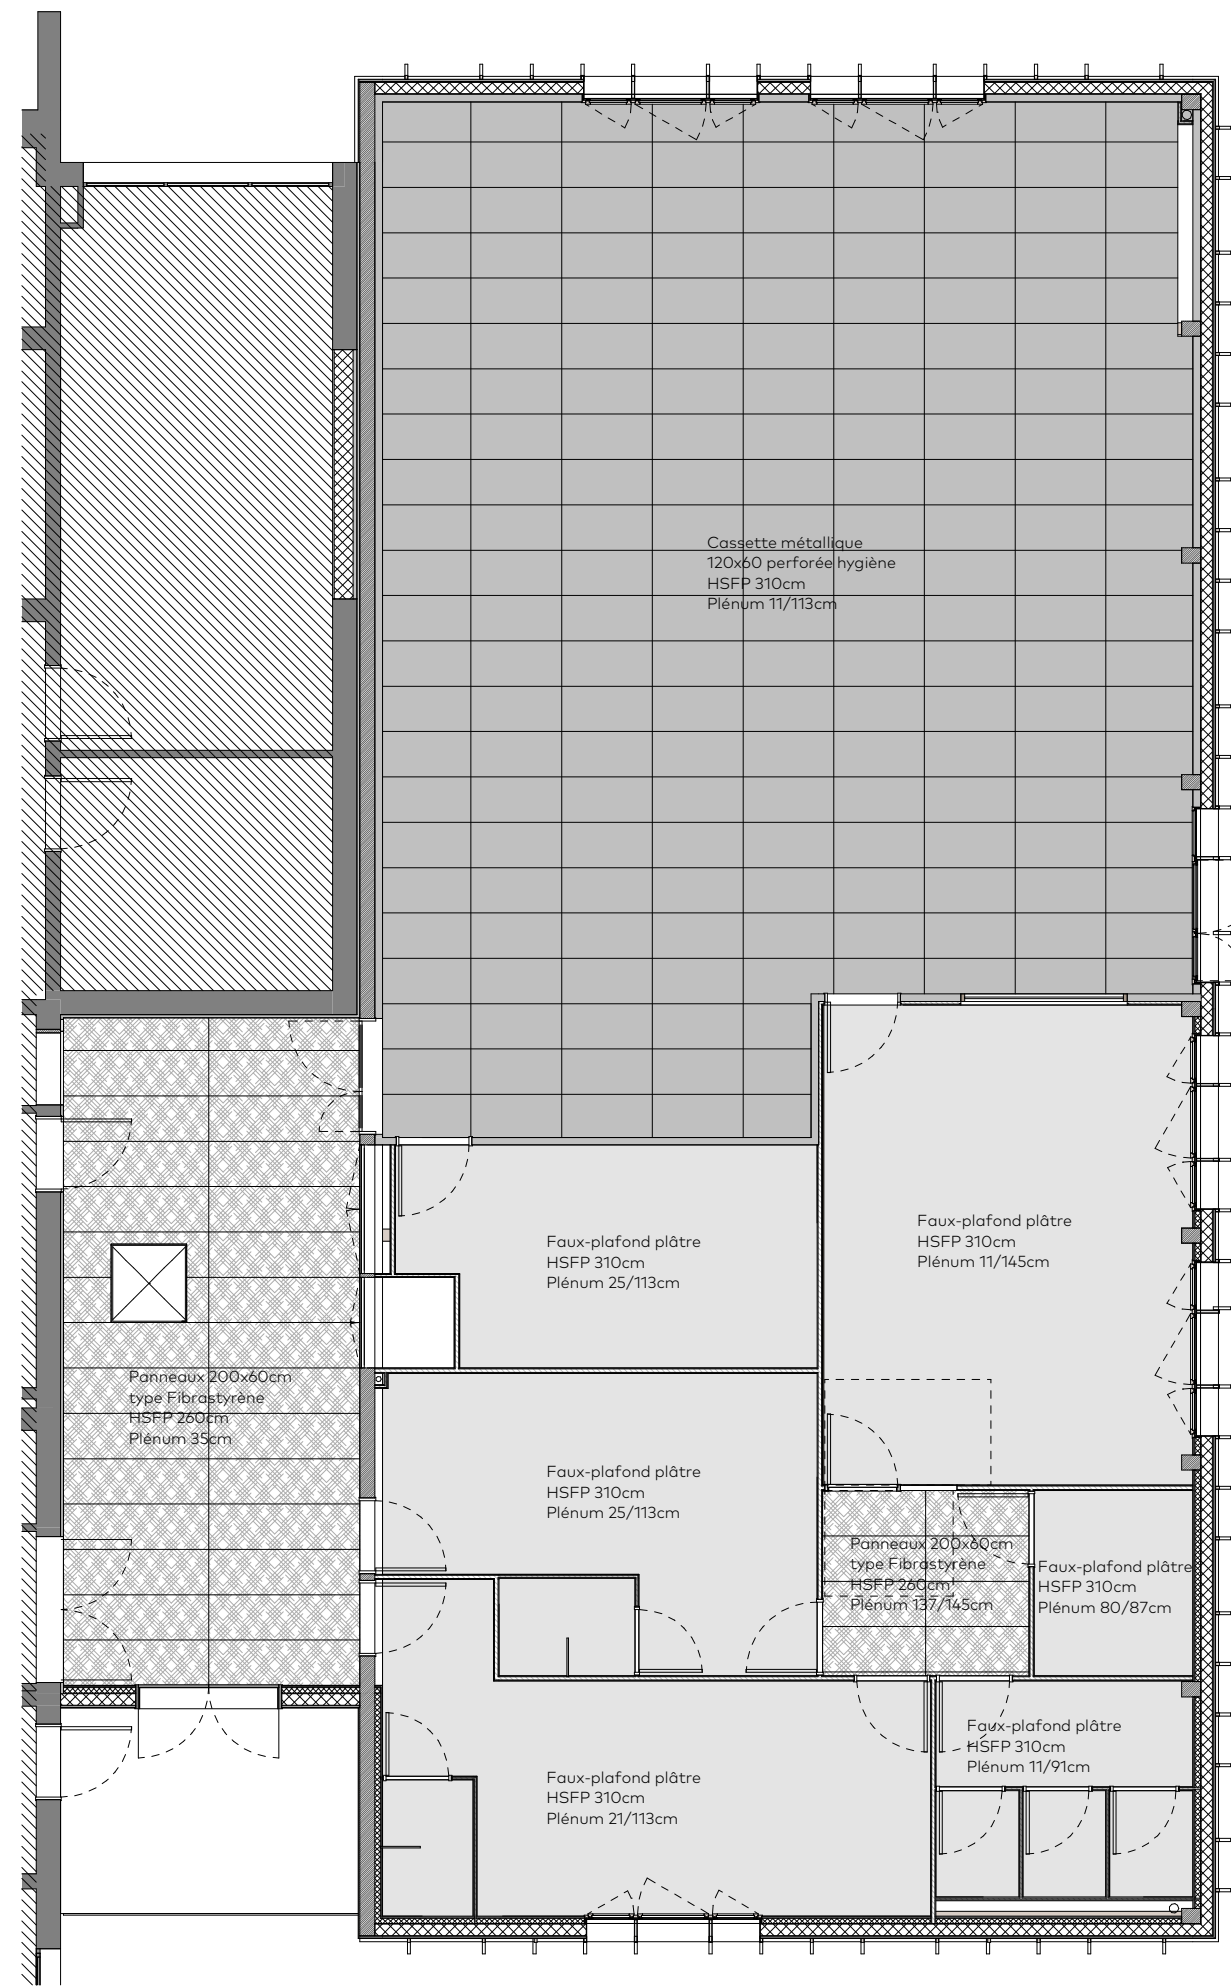 Cassette métallique
120x60 perforée hygiène
HSFP 310cm
Plénum 11/113cm
Faux-plafond plâtre
HSFP 310cm
Plénum 11/145cm
Faux-plafond plâtre
HSFP 310cm
Plénum 25/113cm
Panneaux 200x60cm
type Fibrastyrène
HSFP 260cm
Plénum 35cm
Faux-plafond plâtre
HSFP 310cm
Plénum 25/113cm
Panneaux 200x60cm
type Fibrastyrène
HSFP 260cm
Plénum 137/145cm
Faux-plafond plâtre
HSFP 310cm
Plénum 80/87cm
Faux-plafond plâtre
HSFP 310cm
Plénum 11/91cm
Faux-plafond plâtre
HSFP 310cm
Plénum 21/113cm